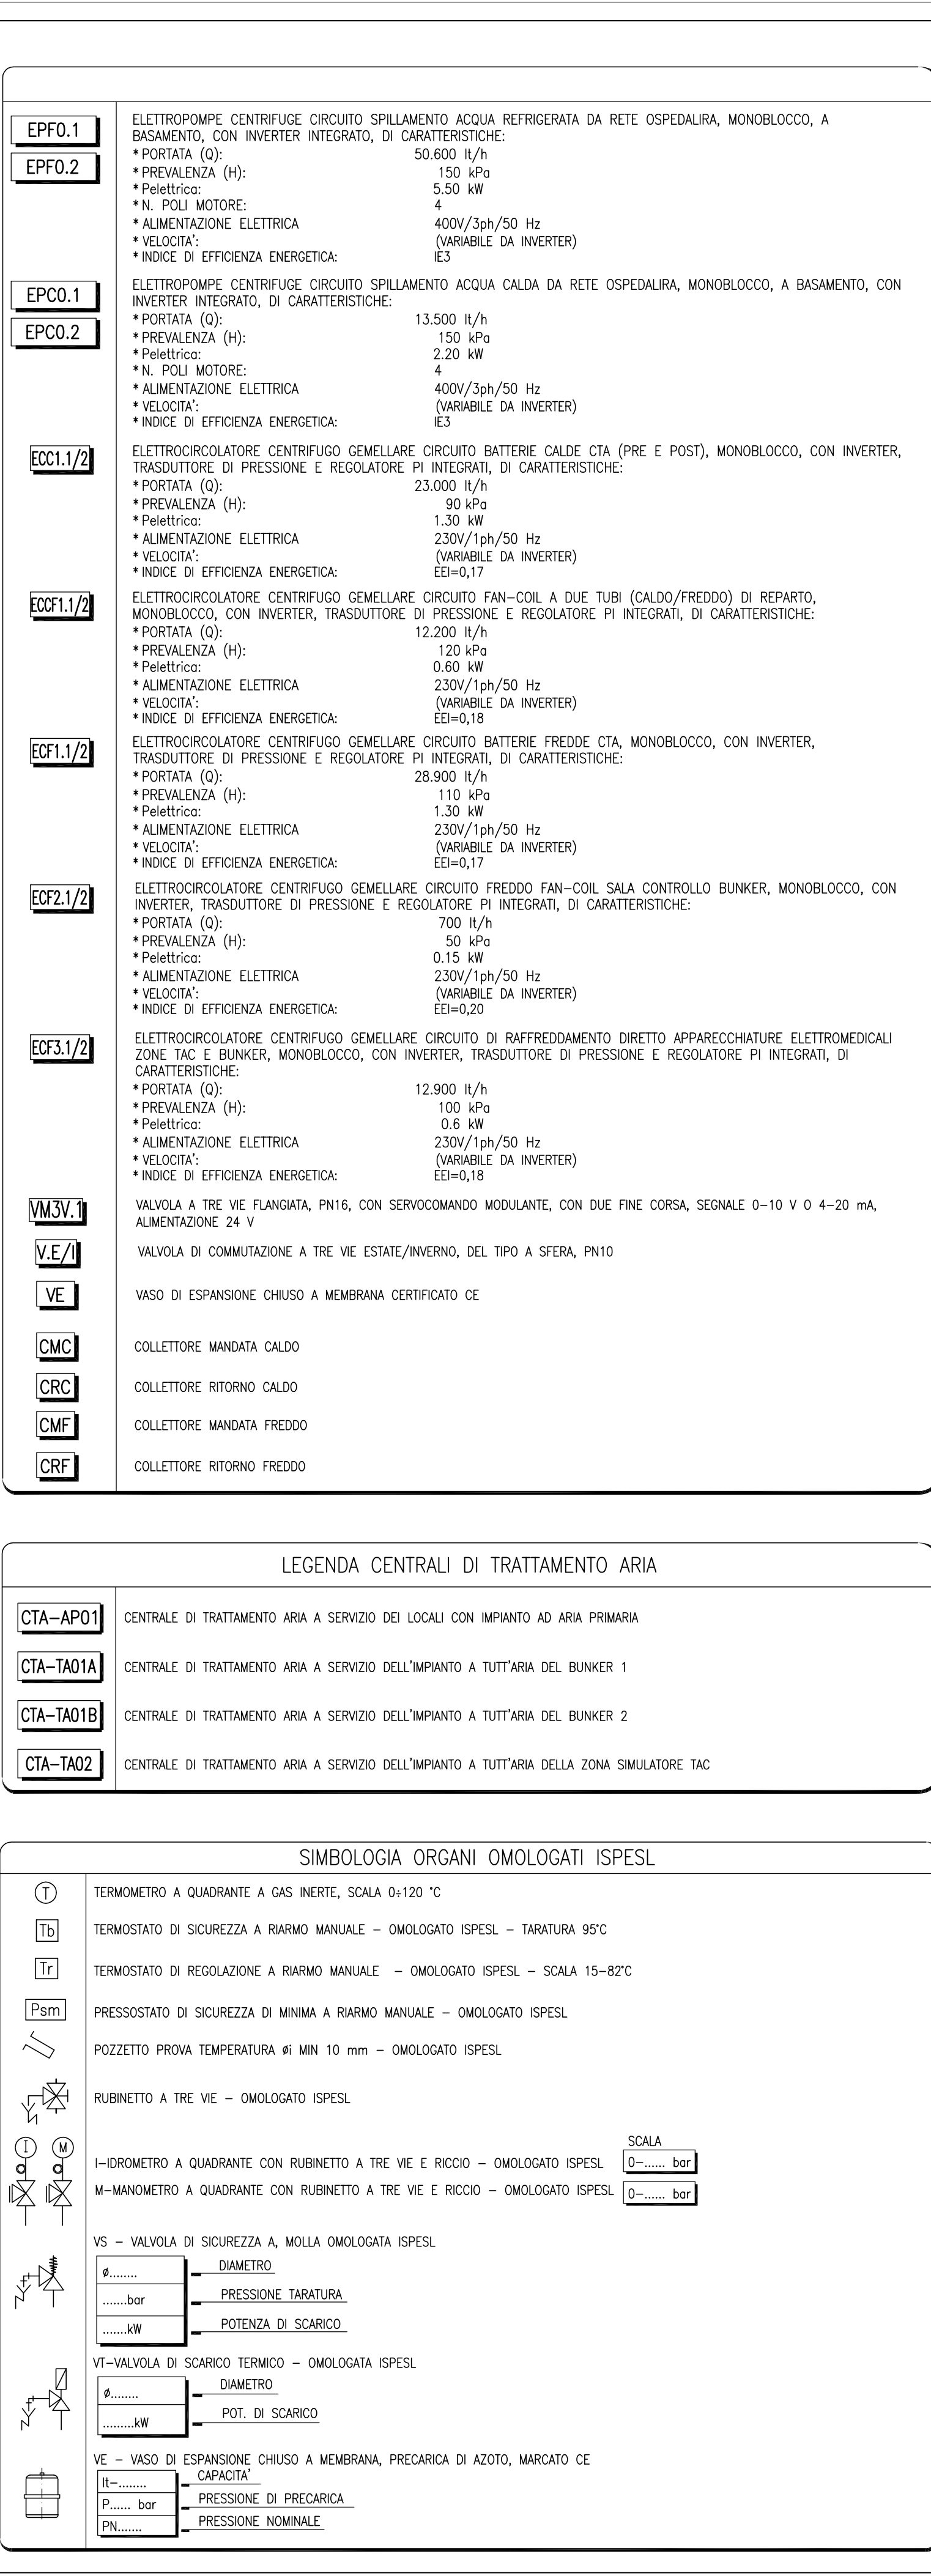 EPF0.1
EPF0.2
ELETTROPOMPE CENTRIFUGE CIRCUITO SPILLAMENTO ACQUA REFRIGERATA DA RETE OSPEDALIRA, MONOBLOCCO, A
BASAMENTO, CON INVERTER INTEGRATO, DI CARATTERISTICHE:
* PORTATA (Q): 50.600 lt/h
* PREVALENZA (H): 150 kPa
* Pelettrica: 5.50 kW
* N. POLI MOTORE: 4
* ALIMENTAZIONE ELETTRICA 400V/3ph/50 Hz
* VELOCITA': (VARIABILE DA INVERTER)
* INDICE DI EFFICIENZA ENERGETICA: IE3
EPC0.1
EPC0.2
ELETTROPOMPE CENTRIFUGE CIRCUITO SPILLAMENTO ACQUA CALDA DA RETE OSPEDALIRA, MONOBLOCCO, A BASAMENTO, CON
INVERTER INTEGRATO, DI CARATTERISTICHE:
* PORTATA (Q): 13.500 lt/h
* PREVALENZA (H): 150 kPa
* Pelettrica: 2.20 kW
* N. POLI MOTORE: 4
* ALIMENTAZIONE ELETTRICA 400V/3ph/50 Hz
* VELOCITA': (VARIABILE DA INVERTER)
* INDICE DI EFFICIENZA ENERGETICA: IE3
ECC1.1/2
ELETTROCIRCOLATORE CENTRIFUGO GEMELLARE CIRCUITO BATTERIE CALDE CTA (PRE E POST), MONOBLOCCO, CON INVERTER,
TRASDUTTORE DI PRESSIONE E REGOLATORE PI INTEGRATI, DI CARATTERISTICHE:
* PORTATA (Q): 23.000 lt/h
* PREVALENZA (H): 90 kPa
* Pelettrica: 1.30 kW
* ALIMENTAZIONE ELETTRICA 230V/1ph/50 Hz
* VELOCITA': (VARIABILE DA INVERTER)
* INDICE DI EFFICIENZA ENERGETICA: EEI=0,17
ECCF1.1/2
ELETTROCIRCOLATORE CENTRIFUGO GEMELLARE CIRCUITO FAN-COIL A DUE TUBI (CALDO/FREDDO) DI REPARTO,
MONOBLOCCO, CON INVERTER, TRASDUTTORE DI PRESSIONE E REGOLATORE PI INTEGRATI, DI CARATTERISTICHE:
* PORTATA (Q): 12.200 lt/h
* PREVALENZA (H): 120 kPa
* Pelettrica: 0.60 kW
* ALIMENTAZIONE ELETTRICA 230V/1ph/50 Hz
* VELOCITA': (VARIABILE DA INVERTER)
* INDICE DI EFFICIENZA ENERGETICA: EEI=0,18
ECF1.1/2
ELETTROCIRCOLATORE CENTRIFUGO GEMELLARE CIRCUITO BATTERIE FREDDE CTA, MONOBLOCCO, CON INVERTER,
TRASDUTTORE DI PRESSIONE E REGOLATORE PI INTEGRATI, DI CARATTERISTICHE:
* PORTATA (Q): 28.900 lt/h
* PREVALENZA (H): 110 kPa
* Pelettrica: 1.30 kW
* ALIMENTAZIONE ELETTRICA 230V/1ph/50 Hz
* VELOCITA': (VARIABILE DA INVERTER)
* INDICE DI EFFICIENZA ENERGETICA: EEI=0,17
ECF2.1/2
ELETTROCIRCOLATORE CENTRIFUGO GEMELLARE CIRCUITO FREDDO FAN-COIL SALA CONTROLLO BUNKER, MONOBLOCCO, CON
INVERTER, TRASDUTTORE DI PRESSIONE E REGOLATORE PI INTEGRATI, DI CARATTERISTICHE:
* PORTATA (Q): 700 lt/h
* PREVALENZA (H): 50 kPa
* Pelettrica: 0.15 kW
* ALIMENTAZIONE ELETTRICA 230V/1ph/50 Hz
* VELOCITA': (VARIABILE DA INVERTER)
* INDICE DI EFFICIENZA ENERGETICA: EEI=0,20
ECF3.1/2
ELETTROCIRCOLATORE CENTRIFUGO GEMELLARE CIRCUITO DI RAFFREDDAMENTO DIRETTO APPARECCHIATURE ELETTROMEDICALI
ZONE TAC E BUNKER, MONOBLOCCO, CON INVERTER, TRASDUTTORE DI PRESSIONE E REGOLATORE PI INTEGRATI, DI
CARATTERISTICHE:
* PORTATA (Q): 12.900 lt/h
* PREVALENZA (H): 100 kPa
* Pelettrica: 0.6 kW
* ALIMENTAZIONE ELETTRICA 230V/1ph/50 Hz
* VELOCITA': (VARIABILE DA INVERTER)
* INDICE DI EFFICIENZA ENERGETICA: EEI=0,18
VM3V.1
VALVOLA A TRE VIE FLANGIATA, PN16, CON SERVOCOMANDO MODULANTE, CON DUE FINE CORSA, SEGNALE 0-10 V O 4-20 mA,
ALIMENTAZIONE 24 V
V.E/I VALVOLA DI COMMUTAZIONE A TRE VIE ESTATE/INVERNO, DEL TIPO A SFERA, PN10
VE VASO DI ESPANSIONE CHIUSO A MEMBRANA CERTIFICATO CE
CMC COLLETTORE MANDATA CALDO
CRC COLLETTORE RITORNO CALDO
CMF COLLETTORE MANDATA FREDDO
CRF COLLETTORE RITORNO FREDDO
LEGENDA CENTRALI DI TRATTAMENTO ARIA
CTA-AP01 CENTRALE DI TRATTAMENTO ARIA A SERVIZIO DEI LOCALI CON IMPIANTO AD ARIA PRIMARIA
CTA-TA01A CENTRALE DI TRATTAMENTO ARIA A SERVIZIO DELL'IMPIANTO A TUTT'ARIA DEL BUNKER 1
CTA-TA01B CENTRALE DI TRATTAMENTO ARIA A SERVIZIO DELL'IMPIANTO A TUTT'ARIA DEL BUNKER 2
CTA-TA02 CENTRALE DI TRATTAMENTO ARIA A SERVIZIO DELL'IMPIANTO A TUTT'ARIA DELLA ZONA SIMULATORE TAC
SIMBOLOGIA ORGANI OMOLOGATI ISPESL
T TERMOMETRO A QUADRANTE A GAS INERTE, SCALA 0÷120 °C
Tb TERMOSTATO DI SICUREZZA A RIARMO MANUALE - OMOLOGATO ISPESL - TARATURA 95°C
Tr TERMOSTATO DI REGOLAZIONE A RIARMO MANUALE - OMOLOGATO ISPESL - SCALA 15-82°C
Psm PRESSOSTATO DI SICUREZZA DI MINIMA A RIARMO MANUALE - OMOLOGATO ISPESL
POZZETTO PROVA TEMPERATURA øi MIN 10 mm - OMOLOGATO ISPESL
RUBINETTO A TRE VIE - OMOLOGATO ISPESL
I M
SCALA
I-IDROMETRO A QUADRANTE CON RUBINETTO A TRE VIE E RICCIO - OMOLOGATO ISPESL 0-...... bar
M-MANOMETRO A QUADRANTE CON RUBINETTO A TRE VIE E RICCIO - OMOLOGATO ISPESL 0-...... bar
VS - VALVOLA DI SICUREZZA A, MOLLA OMOLOGATA ISPESL
ø........ DIAMETRO
.......bar PRESSIONE TARATURA
.......kW POTENZA DI SCARICO
VT-VALVOLA DI SCARICO TERMICO - OMOLOGATA ISPESL
ø........ DIAMETRO
.........kW POT. DI SCARICO
VE - VASO DI ESPANSIONE CHIUSO A MEMBRANA, PRECARICA DI AZOTO, MARCATO CE
lt-........ CAPACITA'
P...... bar PRESSIONE DI PRECARICA
PN....... PRESSIONE NOMINALE